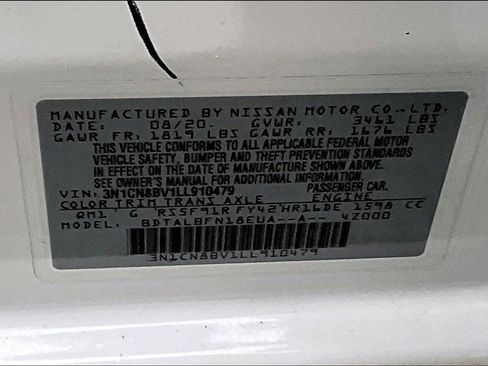 MANUFACTURED BY NISSAN MOTOR CO.,LTD.
DATE: 08/20 GVWR: 3461 LBS
GAWR FR: 1819 LBS GAWR RR: 1676 LBS
THIS VEHICLE CONFORMS TO ALL APPLICABLE FEDERAL MOTOR
VEHICLE SAFETY, BUMPER AND THEFT PREVENTION STANDARDS
IN EFFECT ON THE DATE OF MANUFACTURE SHOWN ABOVE.
SEE OWNER'S MANUAL FOR ADDITIONAL INFORMATION
VIN: 3N1CN8BV1LL910479 PASSENGER CAR
COLOR TRIM TRANS AXLE ENGINE
QM1 G RS5F91R FY42 HR16DE 1598 CC
MODEL: BDTALBFN18EUA--A-- 4Z000
3N1CN8BV1LL910479